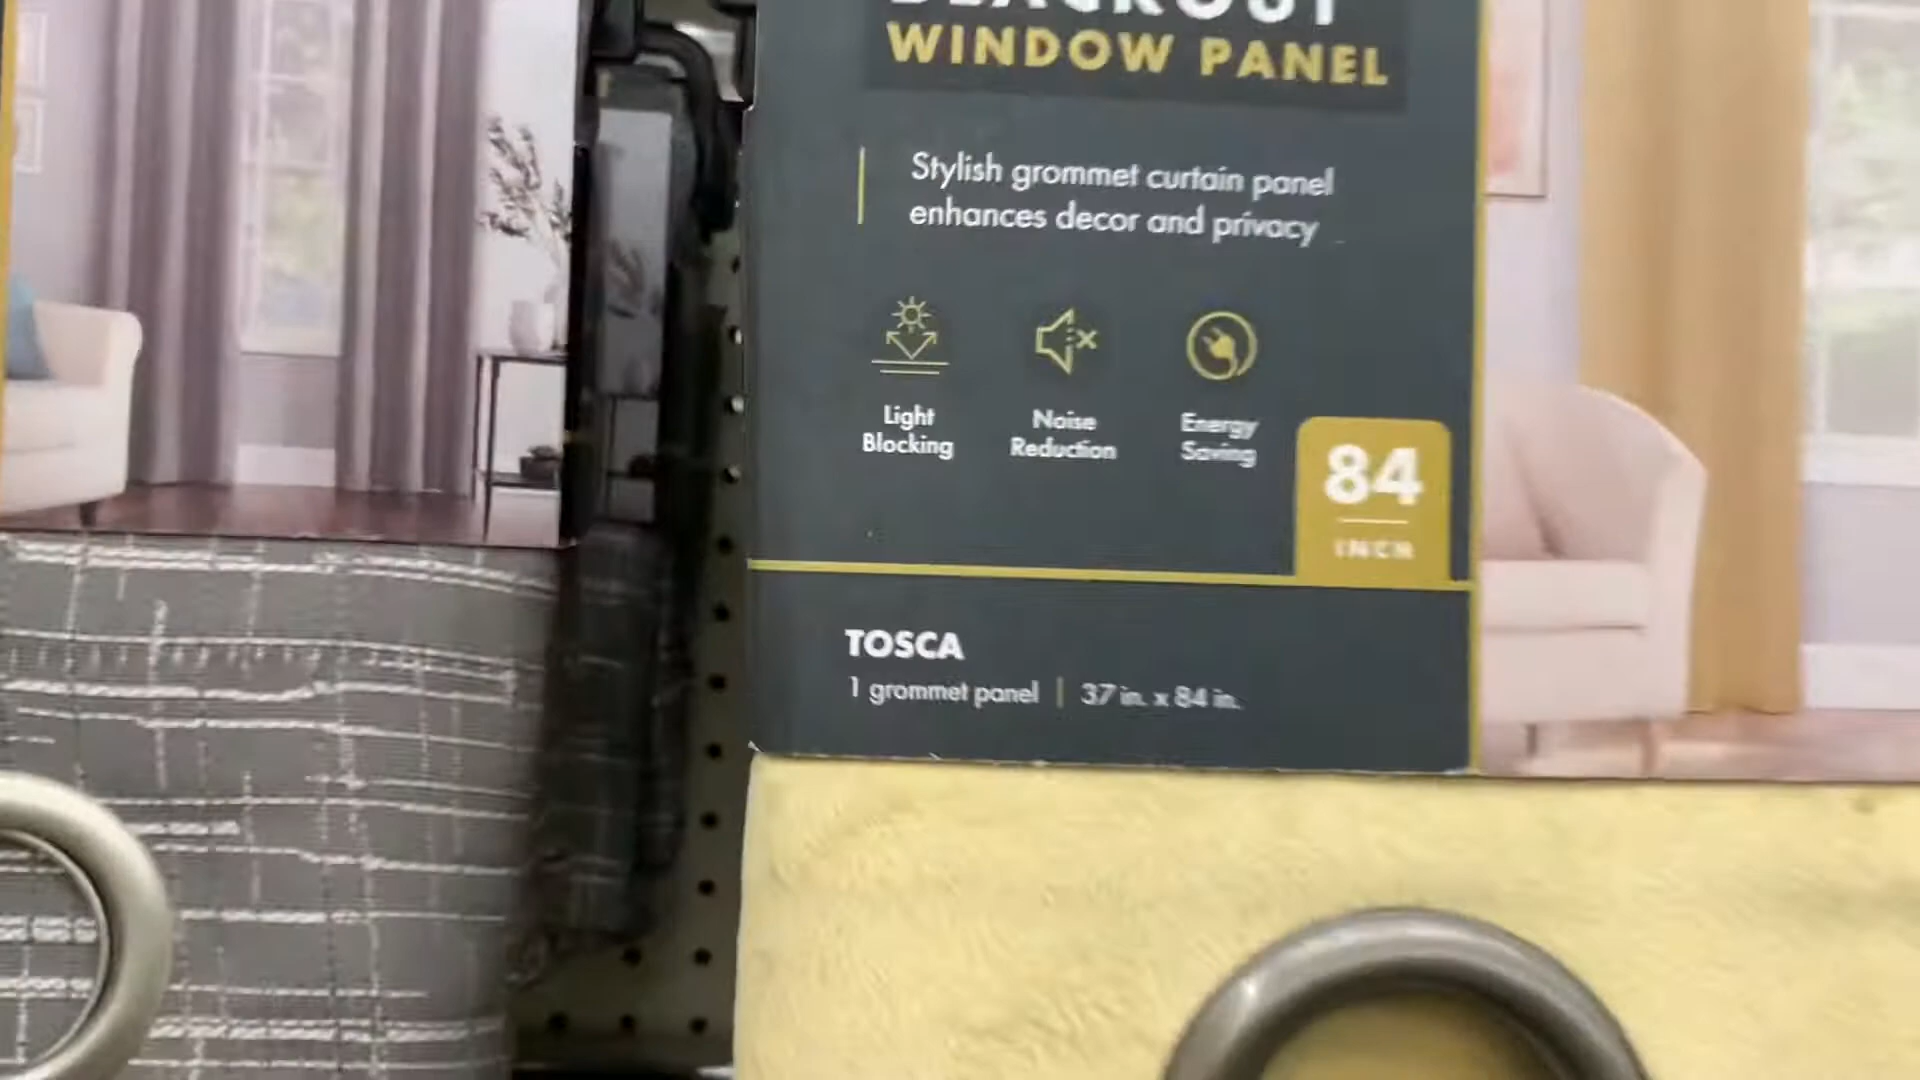 BLACKOUT
WINDOW PANEL
Stylish grommet curtain panel
enhances decor and privacy
Light
Blocking
Noise
Reduction
Energy
Saving
84
INCH
TOSCA
1 grommet panel | 37 in. x 84 in.